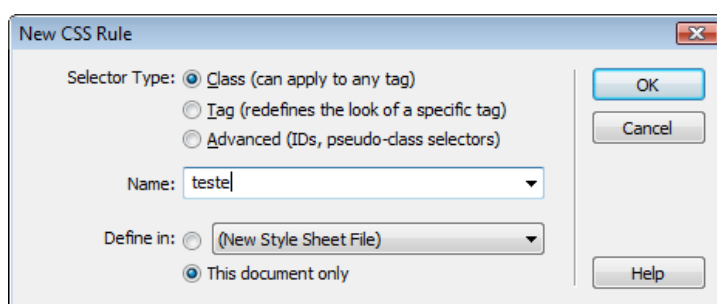 New CSS Rule
Selector Type: Class (can apply to any tag)
Tag (redefines the look of a specific tag)
Advanced (IDs, pseudo-class selectors)
Name: teste
Define in: (New Style Sheet File)
This document only
OK
Cancel
Help